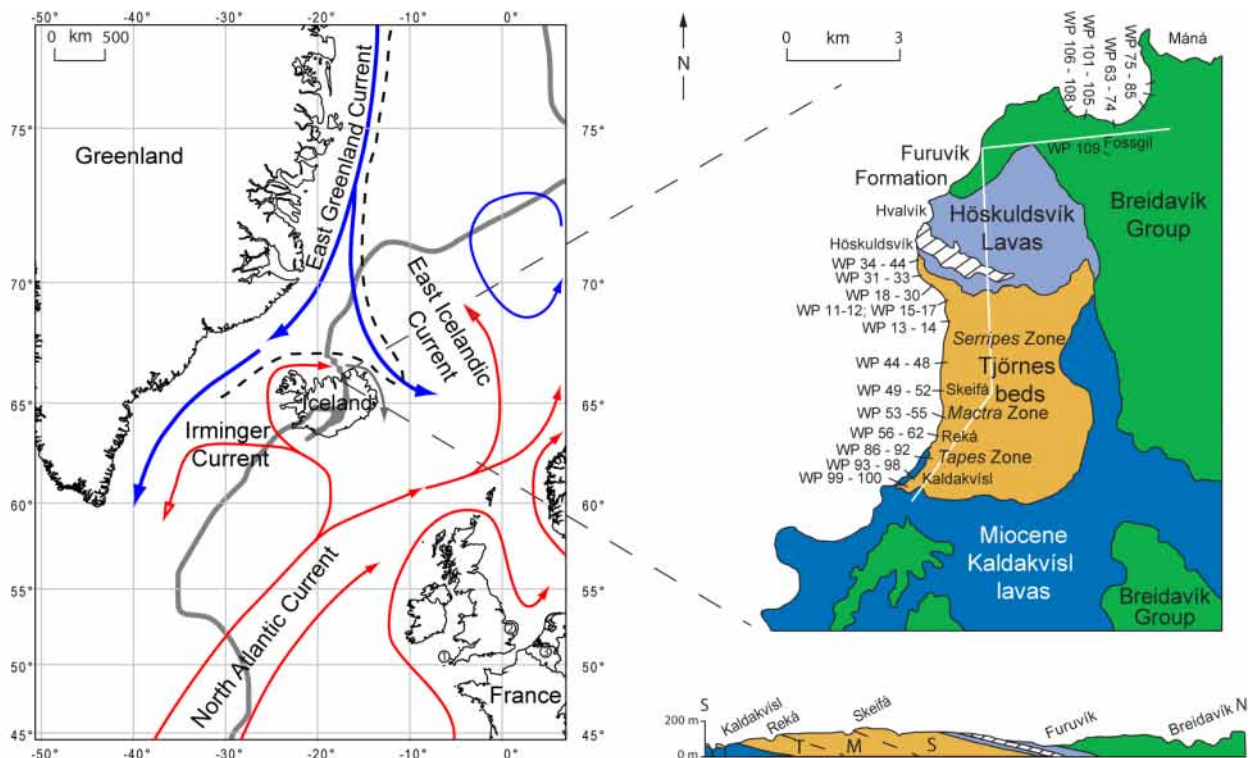 -50° -40° -30° -20° -10° 0°
0 km 500
75°
70°
65°
60°
55°
50°
45°
Greenland
East Greenland Current
East Icelandic
Current
Iceland
Irminger
Current
North Atlantic Current
1
2
3
France
75°
70°
65°
60°
55°
50°
45°
-50° -40° -30° -20° -10° 0°
N
0 km 3
WP 106 - 108
WP 101 - 105
WP 63 - 74
WP 75 - 85
Máná
WP 109
Fossgil
Furuvík
Formation
Hvalvík
Höskuldsvík
Höskuldsvík
Lavas
Breidavík
Group
WP 34 - 44
WP 31 - 33
WP 18 - 30
WP 11-12; WP 15-17
WP 13 - 14
WP 44 - 48
WP 49 - 52
Skeifá
WP 53 -55
WP 56 - 62
Reká
WP 86 - 92
WP 93 - 98
WP 99 - 100
Kaldakvísl
Serripes Zone
Tjörnes
beds
Mactra Zone
Tapes Zone
Miocene
Kaldakvísl
lavas
Breidavík
Group
S
200 m
0 m
Kaldakvísl
Reká
Skeifá
Furuvík
Breidavík N
T M S